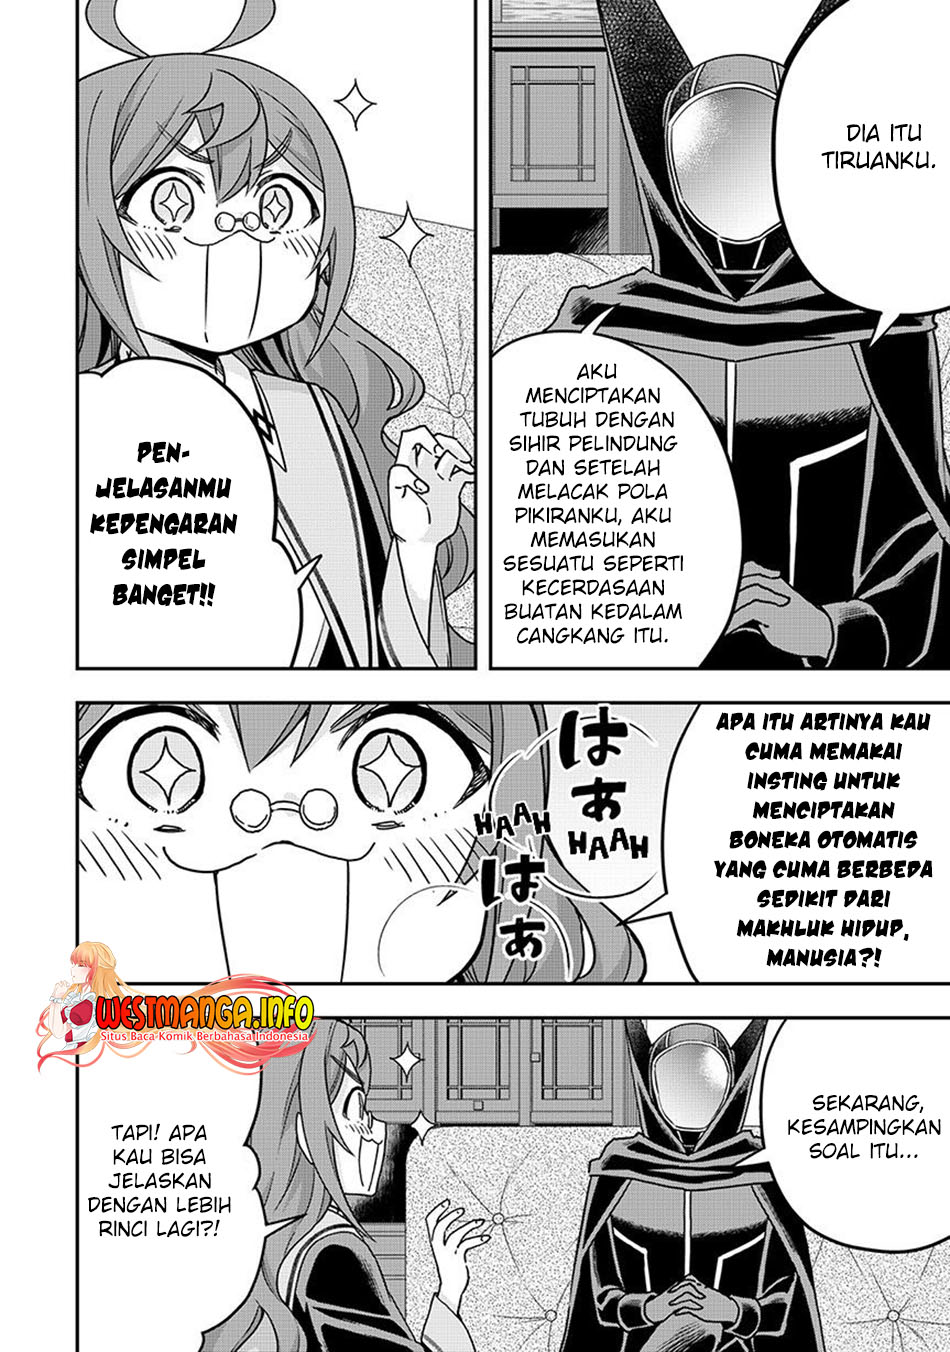 DIA ITU
TIRUANKU.
AKU
MENCIPTAKAN
TUBUH DENGAN
SIHIR PELINDUNG
DAN SETELAH
MELACAK POLA
PIKIRANKU, AKU
MEMASUKAN
SESUATU SEPERTI
KECERDASAAN
BUATAN KEDALAM
CANGKANG ITU.
PEN-
JELASANMU
KEDENGARAN
SIMPEL
BANGET!!
APA ITU ARTINYA KAU
CUMA MEMAKAI
INSTING UNTUK
MENCIPTAKAN
BONEKA OTOMATIS
YANG CUMA BERBEDA
SEDIKIT DARI
MAKHLUK HIDUP,
MANUSIA?!
はぁ
HAAH
はぁ
HAAH
WESTMANGA.INFO
Situs Baca Komik Berbahasa Indonesia
SEKARANG,
KESAMPINGKAN
SOAL ITU...
TAPI! APA
KAU BISA
JELASKAN
DENGAN LEBIH
RINCI LAGI?!